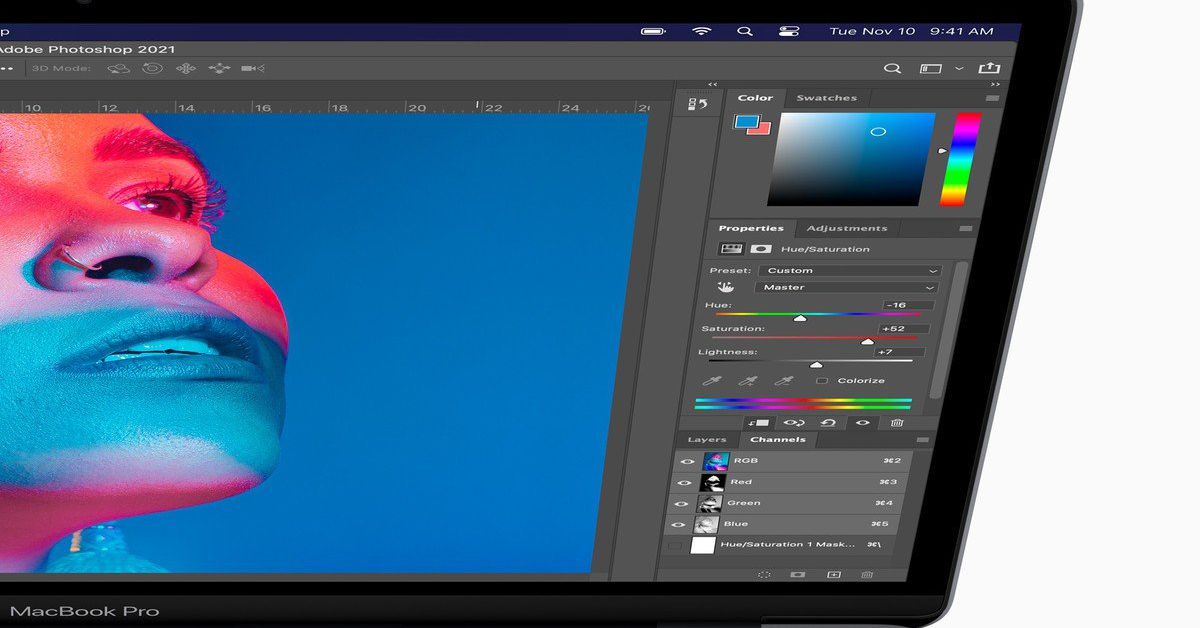 p
Tue Nov 10 9:41 AM
Adobe Photoshop 2021
3D Mode:
10 12 14 16 18 20 22 24 26
Color Swatches
Properties Adjustments
Hue/Saturation
Preset: Custom
Master
Hue: -16
Saturation: +52
Lightness: +7
Colorize
Layers Channels
RGB ⌘2
Red ⌘3
Green ⌘4
Blue ⌘5
Hue/Saturation 1 Mask... ⌘\
MacBook Pro